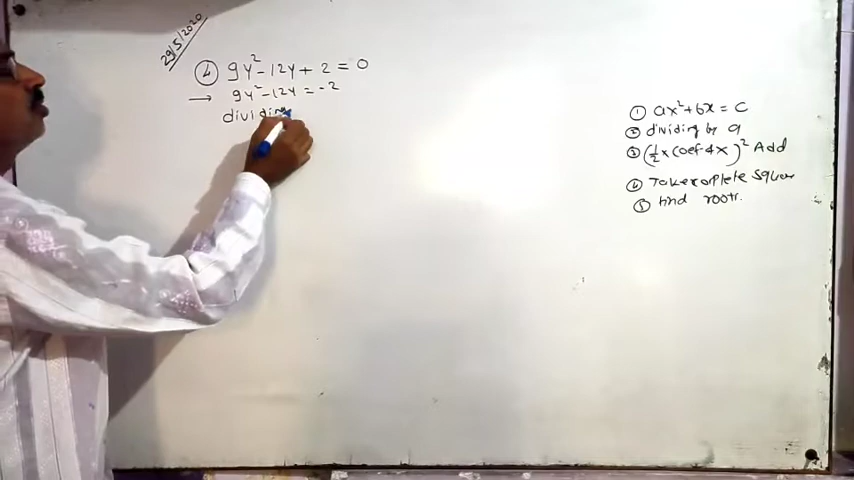 29/5/2020
④ 9y² - 12y + 2 = 0
→ 9y² - 12y = -2
dividing
① ax² + bx = c
② dividing by a
③ (½ × coef. of x)² Add
④ Take complete square
⑤ find roots.